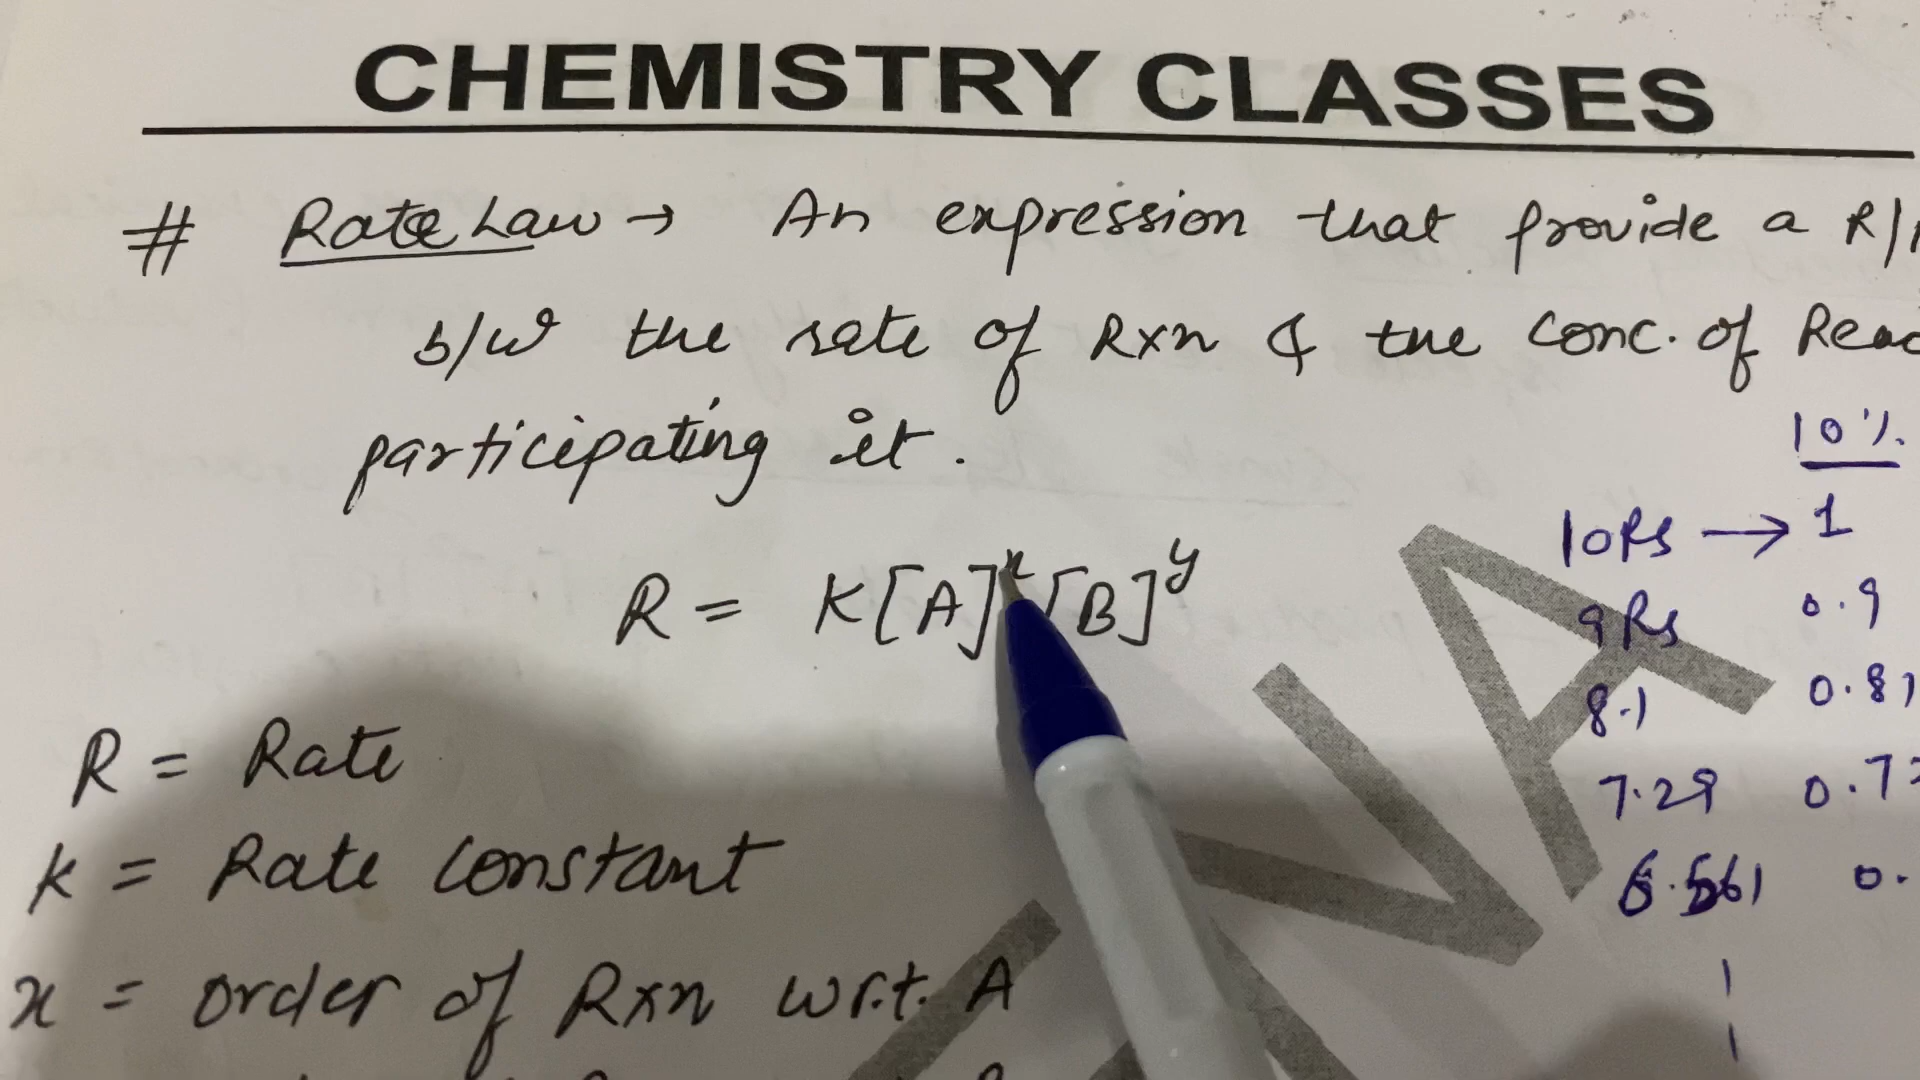 CHEMISTRY CLASSES
# Rate Law → An expression that provide a
b/w the rate of Rxn & the conc. of
participating it.
R = K[A]^x [B]^y
R = Rate
K = Rate constant
x = order of Rxn w.r.t. A
10%
10Rs → 1
9Rs 0.9
8.1 0.81
7.29
6.561